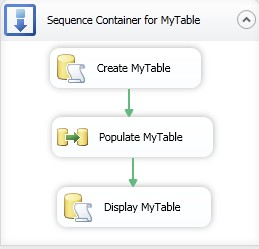 Sequence Container for MyTable
Create MyTable
Populate MyTable
Display MyTable